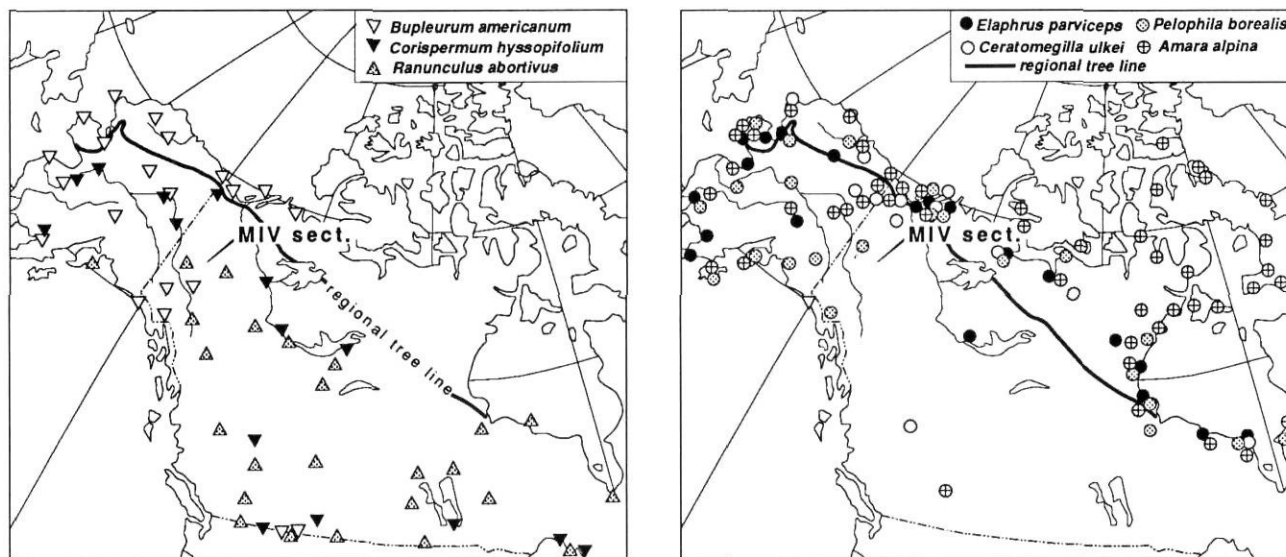 Bupleurum americanum
Corispermum hyssopifolium
Ranunculus abortivus
MIV sect.
regional tree line
Elaphrus parviceps Pelophila borealis
Ceratomegilla ulkei Amara alpina
regional tree line
MIV sect.